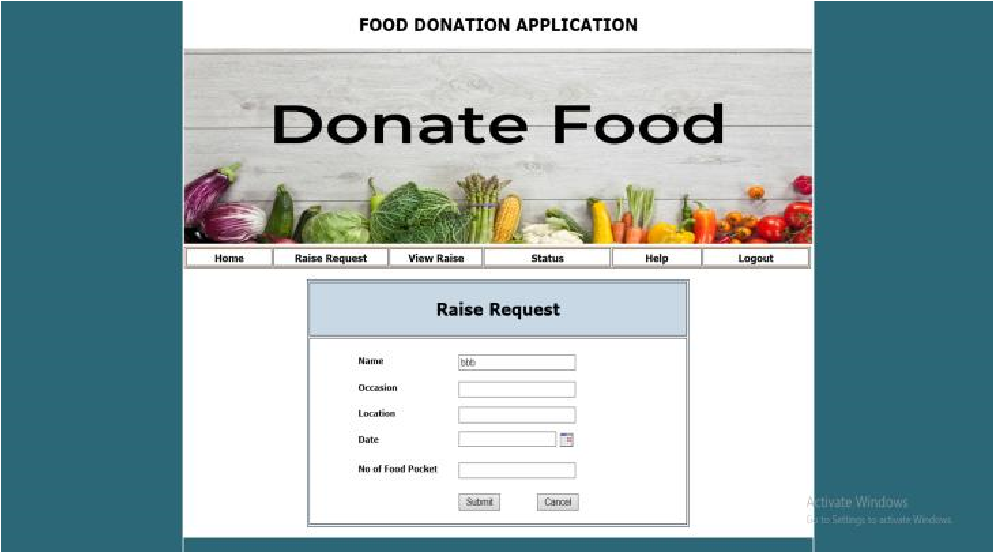 FOOD DONATION APPLICATION
Donate Food
Home Raise Request View Raise Status Help Logout
Raise Request
Name bbb
Occasion
Location
Date
No of Food Pocket
Submit Cancel
Activate Windows
Go to Settings to activate Windows.